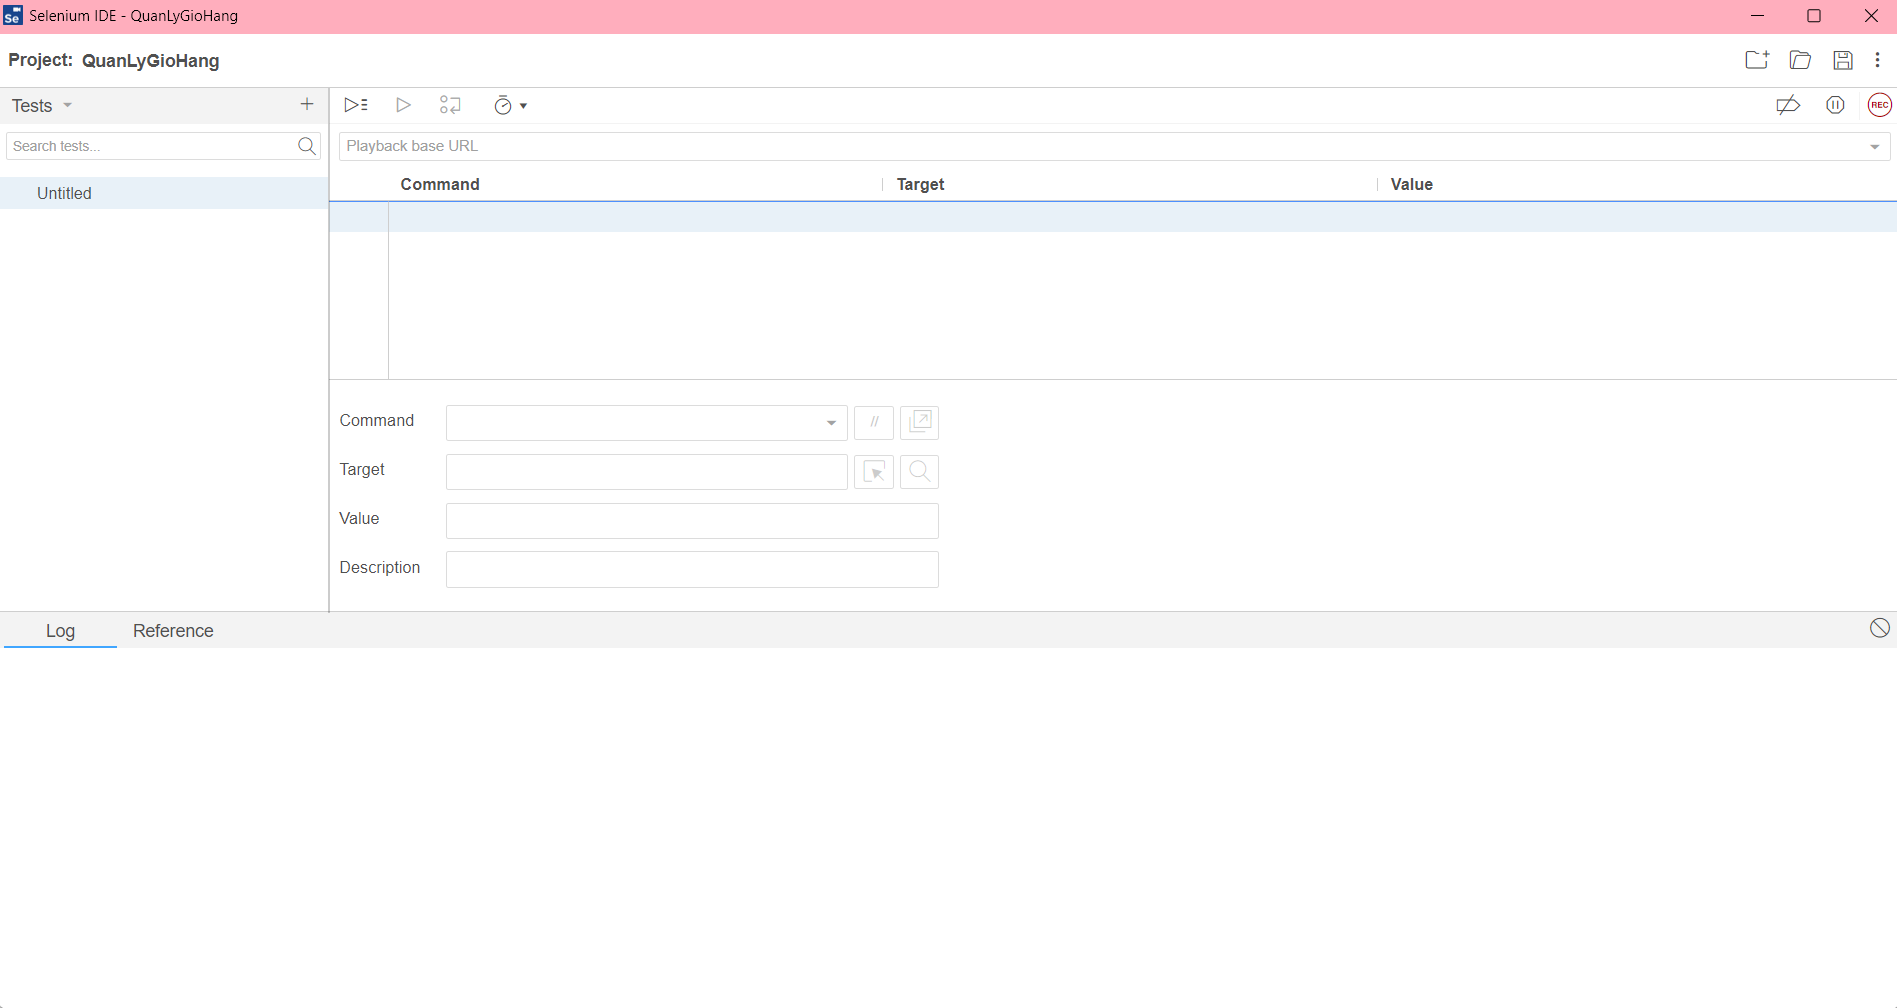 Se Selenium IDE - QuanLyGioHang
Project: QuanLyGioHang
Tests
REC
Search tests...
Playback base URL
Command Target Value
Untitled
Command
//
Target
Value
Description
Log Reference